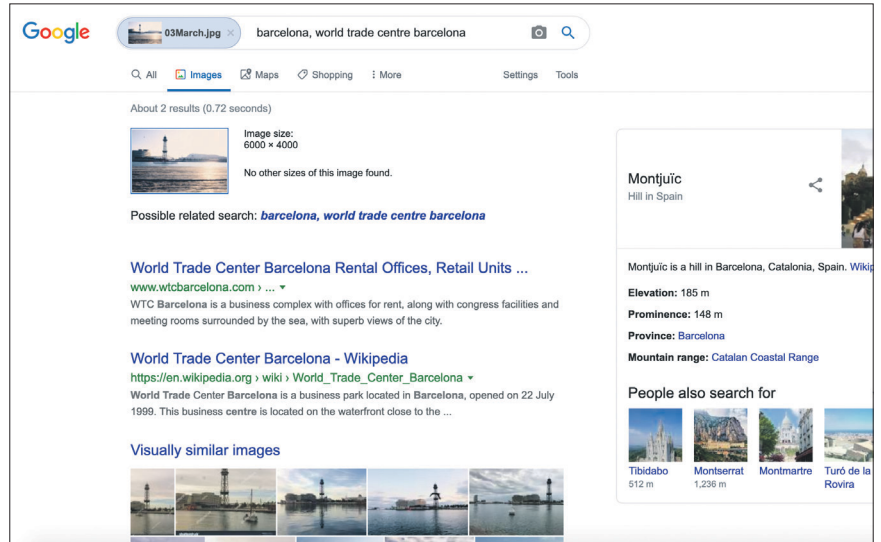 Google
03March.jpg × barcelona, world trade centre barcelona
All Images Maps Shopping More Settings Tools
About 2 results (0.72 seconds)
Image size:
6000 × 4000
No other sizes of this image found.
Possible related search: barcelona, world trade centre barcelona
World Trade Center Barcelona Rental Offices, Retail Units ...
www.wtcbarcelona.com › ...
WTC Barcelona is a business complex with offices for rent, along with congress facilities and
meeting rooms surrounded by the sea, with superb views of the city.
World Trade Center Barcelona - Wikipedia
https://en.wikipedia.org › wiki › World_Trade_Center_Barcelona
World Trade Center Barcelona is a business park located in Barcelona, opened on 22 July
1999. This business centre is located on the waterfront close to the ...
Visually similar images
Montjuïc
Hill in Spain
Montjuïc is a hill in Barcelona, Catalonia, Spain. Wikip
Elevation: 185 m
Prominence: 148 m
Province: Barcelona
Mountain range: Catalan Coastal Range
People also search for
Tibidabo Montserrat Montmartre Turó de la
512 m 1,236 m Rovira